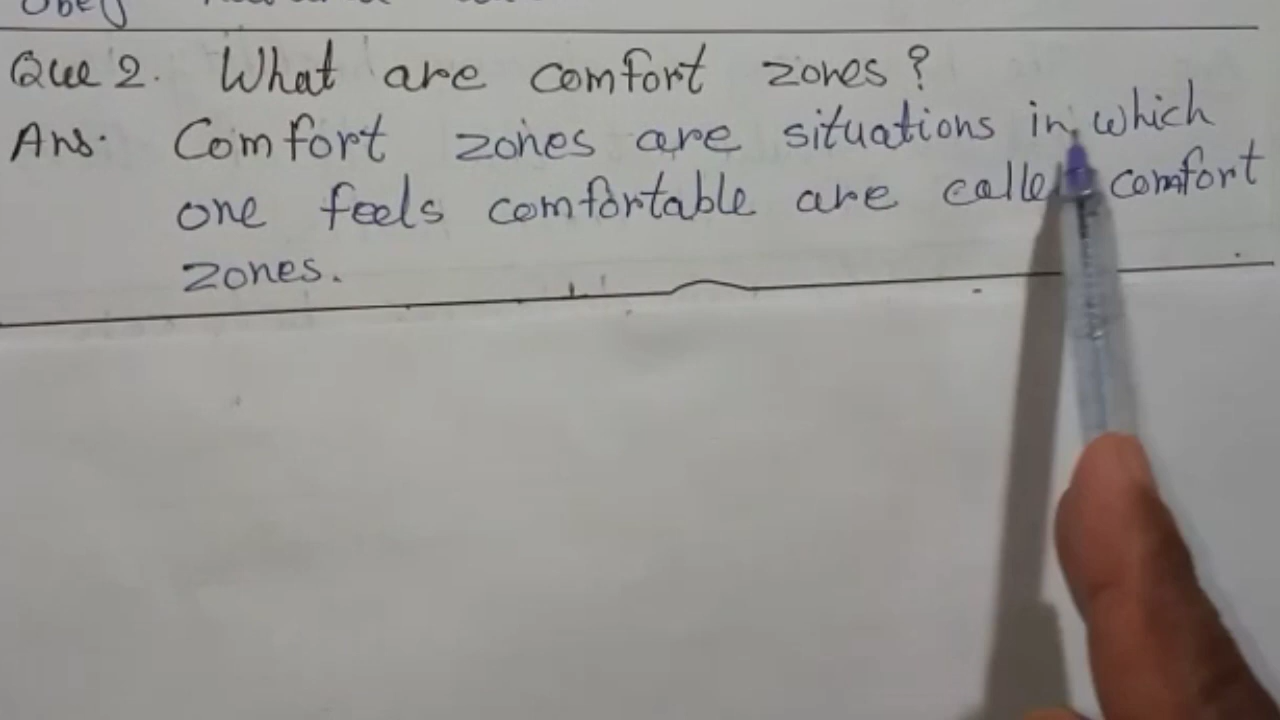 Obey
Que 2. What are comfort zones?
Ans. Comfort zones are situations in which
one feels comfortable are called comfort
zones.